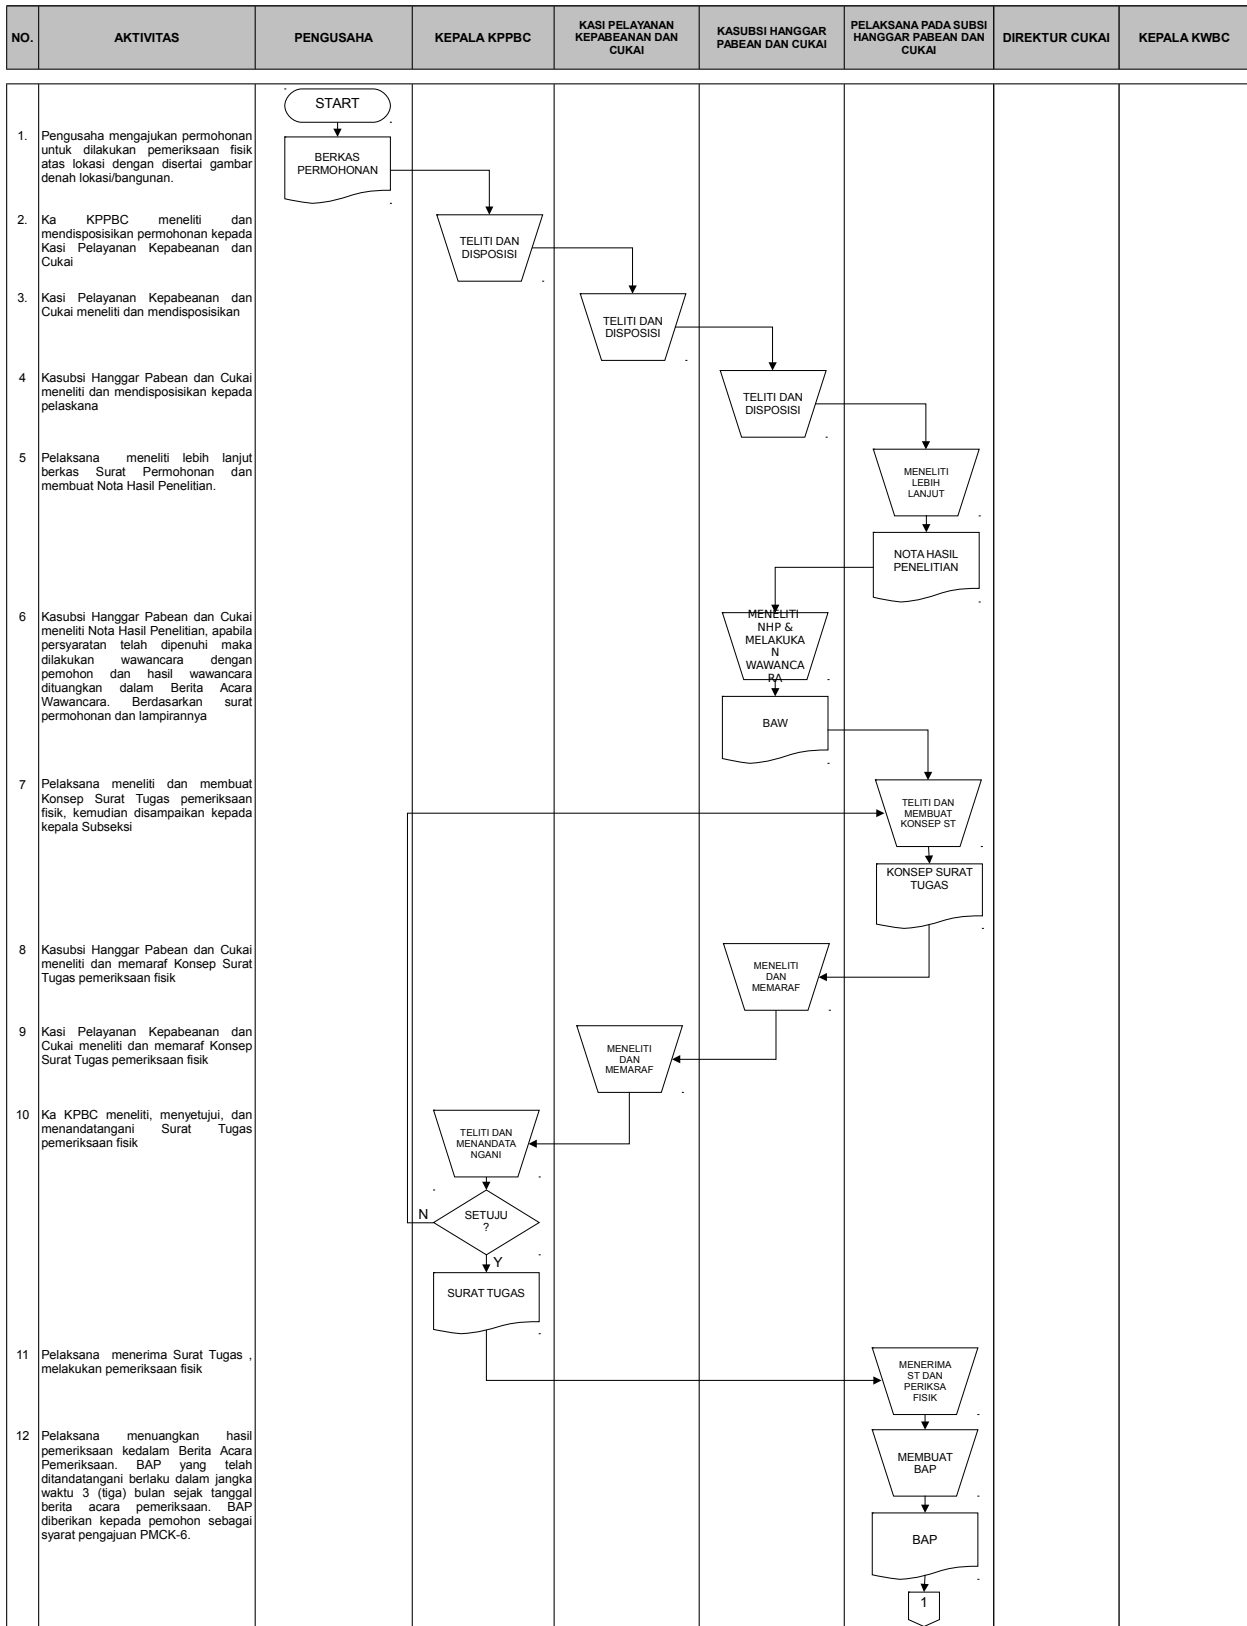 NO.
AKTIVITAS
PENGUSAHA
KEPALA KPPBC
KASI PELAYANAN
KEPABEANAN DAN
CUKAI
KASUBSI HANGGAR
PABEAN DAN CUKAI
PELAKSANA PADA SUBSI
HANGGAR PABEAN DAN
CUKAI
DIREKTUR CUKAI
KEPALA KWBC
START
1. Pengusaha mengajukan permohonan
untuk dilakukan pemeriksaan fisik
atas lokasi dengan disertai gambar
denah lokasi/bangunan.
BERKAS
PERMOHONAN
2. Ka KPPBC meneliti dan
mendisposisikan permohonan kepada
Kasi Pelayanan Kepabeanan dan
Cukai
TELITI DAN
DISPOSISI
3. Kasi Pelayanan Kepabeanan dan
Cukai meneliti dan mendisposisikan
TELITI DAN
DISPOSISI
4 Kasubsi Hanggar Pabean dan Cukai
meneliti dan mendisposisikan kepada
pelaskana
TELITI DAN
DISPOSISI
5 Pelaksana meneliti lebih lanjut
berkas Surat Permohonan dan
membuat Nota Hasil Penelitian.
MENELITI
LEBIH
LANJUT
NOTA HASIL
PENELITIAN
6 Kasubsi Hanggar Pabean dan Cukai
meneliti Nota Hasil Penelitian, apabila
persyaratan telah dipenuhi maka
dilakukan wawancara dengan
pemohon dan hasil wawancara
dituangkan dalam Berita Acara
Wawancara. Berdasarkan surat
permohonan dan lampirannya
MENELITI
NHP &
MELAKUKA
N
WAWANCA
RA
BAW
7 Pelaksana meneliti dan membuat
Konsep Surat Tugas pemeriksaan
fisik, kemudian disampaikan kepada
kepala Subseksi
TELITI DAN
MEMBUAT
KONSEP ST
KONSEP SURAT
TUGAS
8 Kasubsi Hanggar Pabean dan Cukai
meneliti dan memaraf Konsep Surat
Tugas pemeriksaan fisik
MENELITI
DAN
MEMARAF
9 Kasi Pelayanan Kepabeanan dan
Cukai meneliti dan memaraf Konsep
Surat Tugas pemeriksaan fisik
MENELITI
DAN
MEMARAF
10 Ka KPBC meneliti, menyetujui, dan
menandatangani Surat Tugas
pemeriksaan fisik
TELITI DAN
MENANDATA
NGANI
N
SETUJU
?
Y
SURAT TUGAS
11 Pelaksana menerima Surat Tugas ,
melakukan pemeriksaan fisik
MENERIMA
ST DAN
PERIKSA
FISIK
12 Pelaksana menuangkan hasil
pemeriksaan kedalam Berita Acara
Pemeriksaan. BAP yang telah
ditandatangani berlaku dalam jangka
waktu 3 (tiga) bulan sejak tanggal
berita acara pemeriksaan. BAP
diberikan kepada pemohon sebagai
syarat pengajuan PMCK-6.
MEMBUAT
BAP
BAP
1